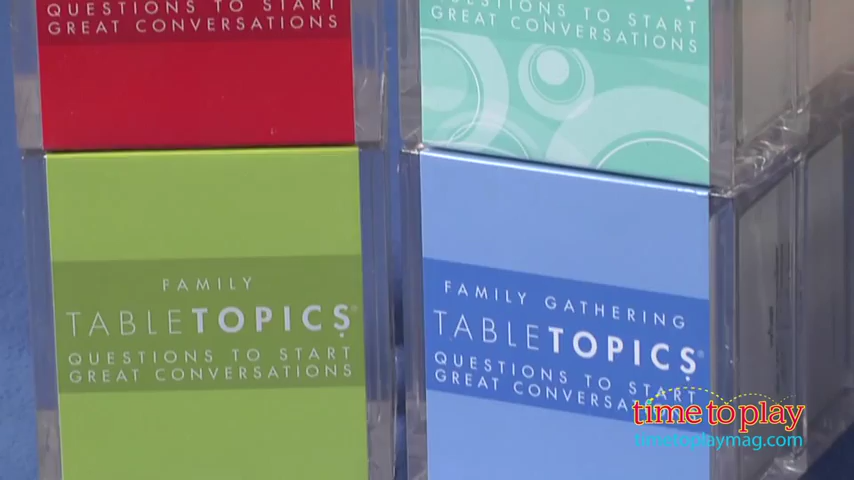 QUESTIONS TO START
GREAT CONVERSATIONS
QUESTIONS TO START
GREAT CONVERSATIONS
FAMILY
TABLETOPICS
QUESTIONS TO START
GREAT CONVERSATIONS
FAMILY GATHERING
TABLETOPICS®
QUESTIONS TO START
GREAT CONVERSA
time to play
timetoplaymag.com